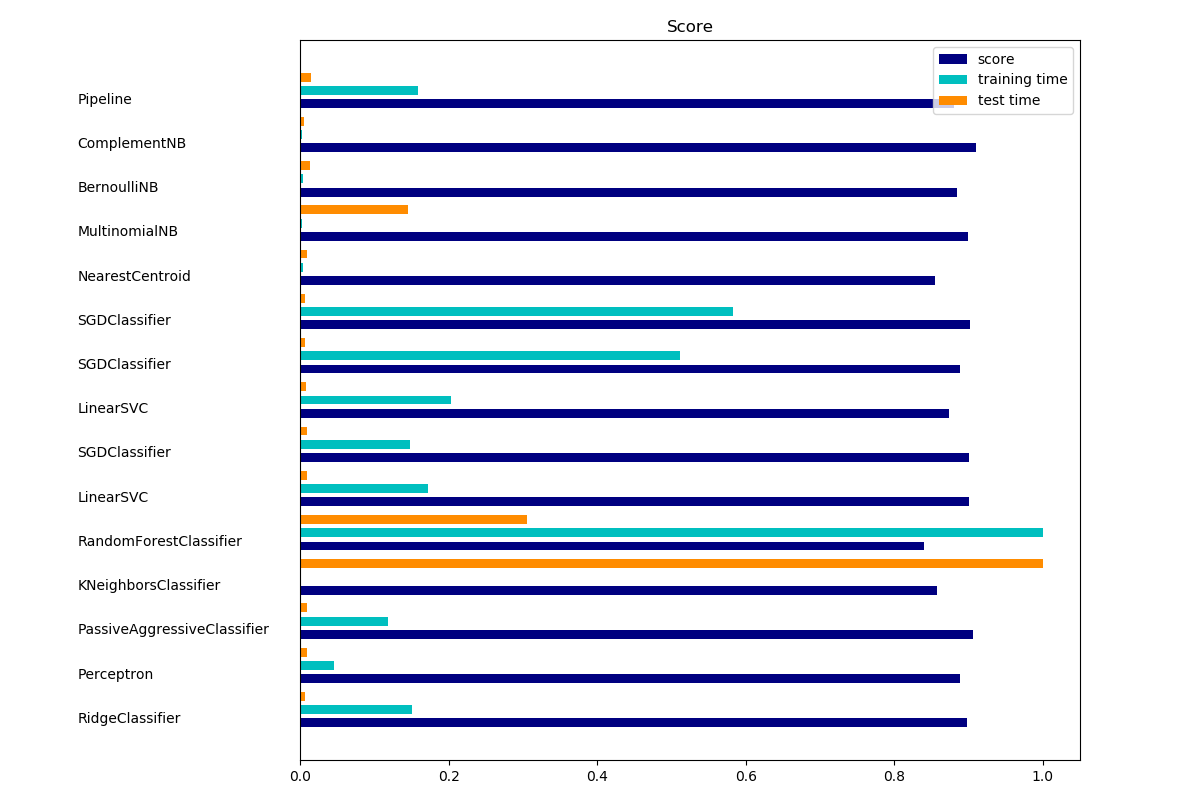 Score
score
training time
test time
Pipeline
ComplementNB
BernoulliNB
MultinomialNB
NearestCentroid
SGDClassifier
SGDClassifier
LinearSVC
SGDClassifier
LinearSVC
RandomForestClassifier
KNeighborsClassifier
PassiveAggressiveClassifier
Perceptron
RidgeClassifier
0.0 0.2 0.4 0.6 0.8 1.0